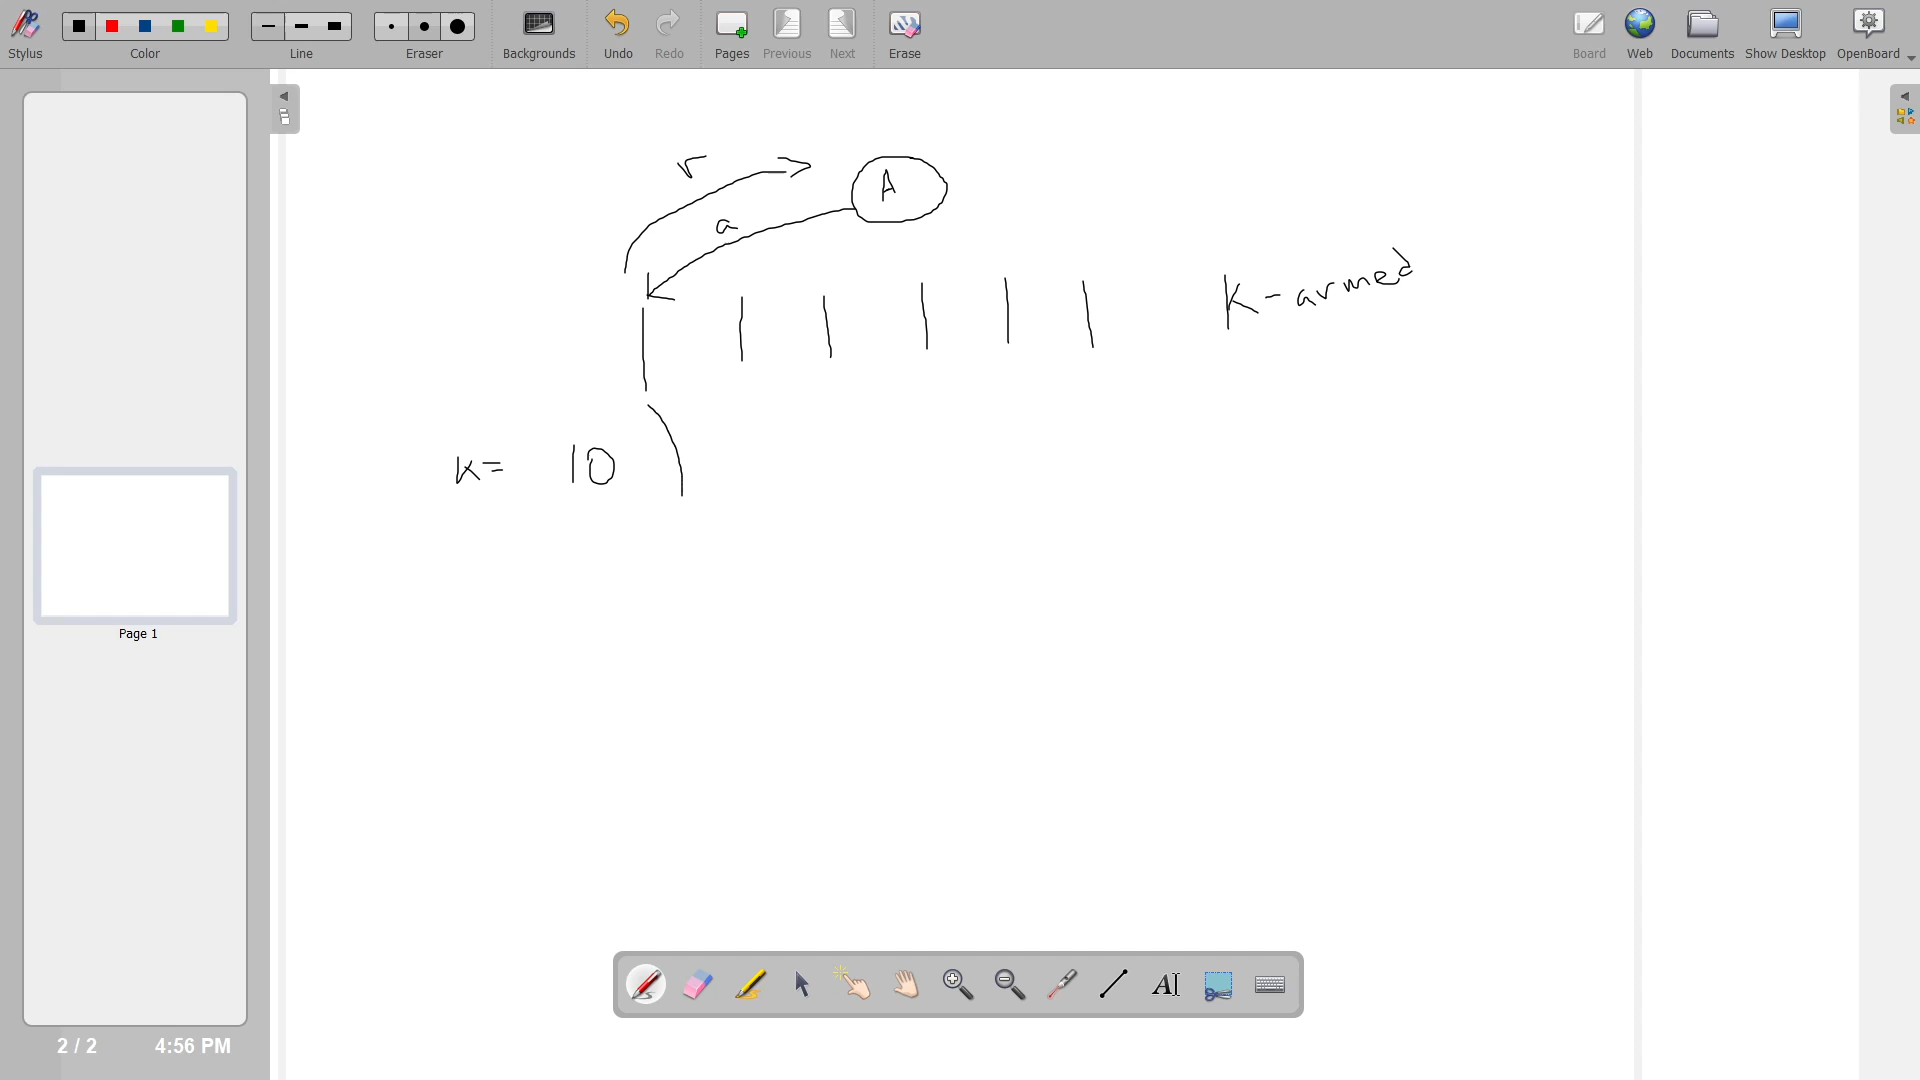 Stylus Color Line Eraser Backgrounds Undo Redo Pages Previous Next Erase Board Web Documents Show Desktop OpenBoard
r
A
a
K-armed
K= 10
Page 1
2 / 2 4:56 PM